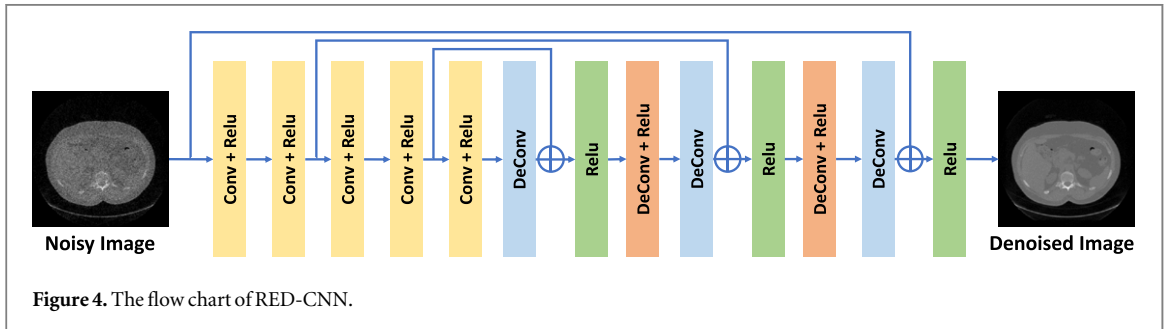 Conv + Relu
Conv + Relu
Conv + Relu
Conv + Relu
Conv + Relu
DeConv
Relu
DeConv + Relu
DeConv
Relu
DeConv + Relu
DeConv
Relu
Noisy Image
Denoised Image
Figure 4. The flow chart of RED-CNN.